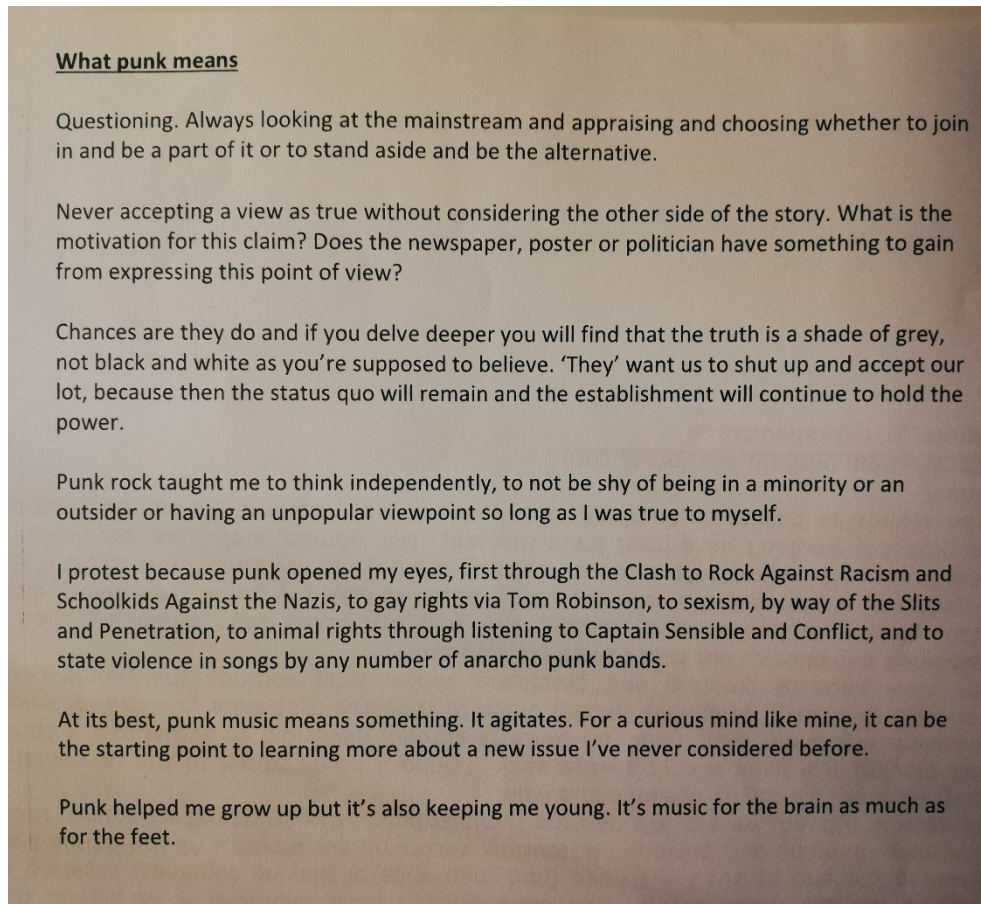 What punk means
Questioning. Always looking at the mainstream and appraising and choosing whether to join
in and be a part of it or to stand aside and be the alternative.
Never accepting a view as true without considering the other side of the story. What is the
motivation for this claim? Does the newspaper, poster or politician have something to gain
from expressing this point of view?
Chances are they do and if you delve deeper you will find that the truth is a shade of grey,
not black and white as you're supposed to believe. 'They' want us to shut up and accept our
lot, because then the status quo will remain and the establishment will continue to hold the
power.
Punk rock taught me to think independently, to not be shy of being in a minority or an
outsider or having an unpopular viewpoint so long as I was true to myself.
I protest because punk opened my eyes, first through the Clash to Rock Against Racism and
Schoolkids Against the Nazis, to gay rights via Tom Robinson, to sexism, by way of the Slits
and Penetration, to animal rights through listening to Captain Sensible and Conflict, and to
state violence in songs by any number of anarcho punk bands.
At its best, punk music means something. It agitates. For a curious mind like mine, it can be
the starting point to learning more about a new issue I've never considered before.
Punk helped me grow up but it's also keeping me young. It's music for the brain as much as
for the feet.